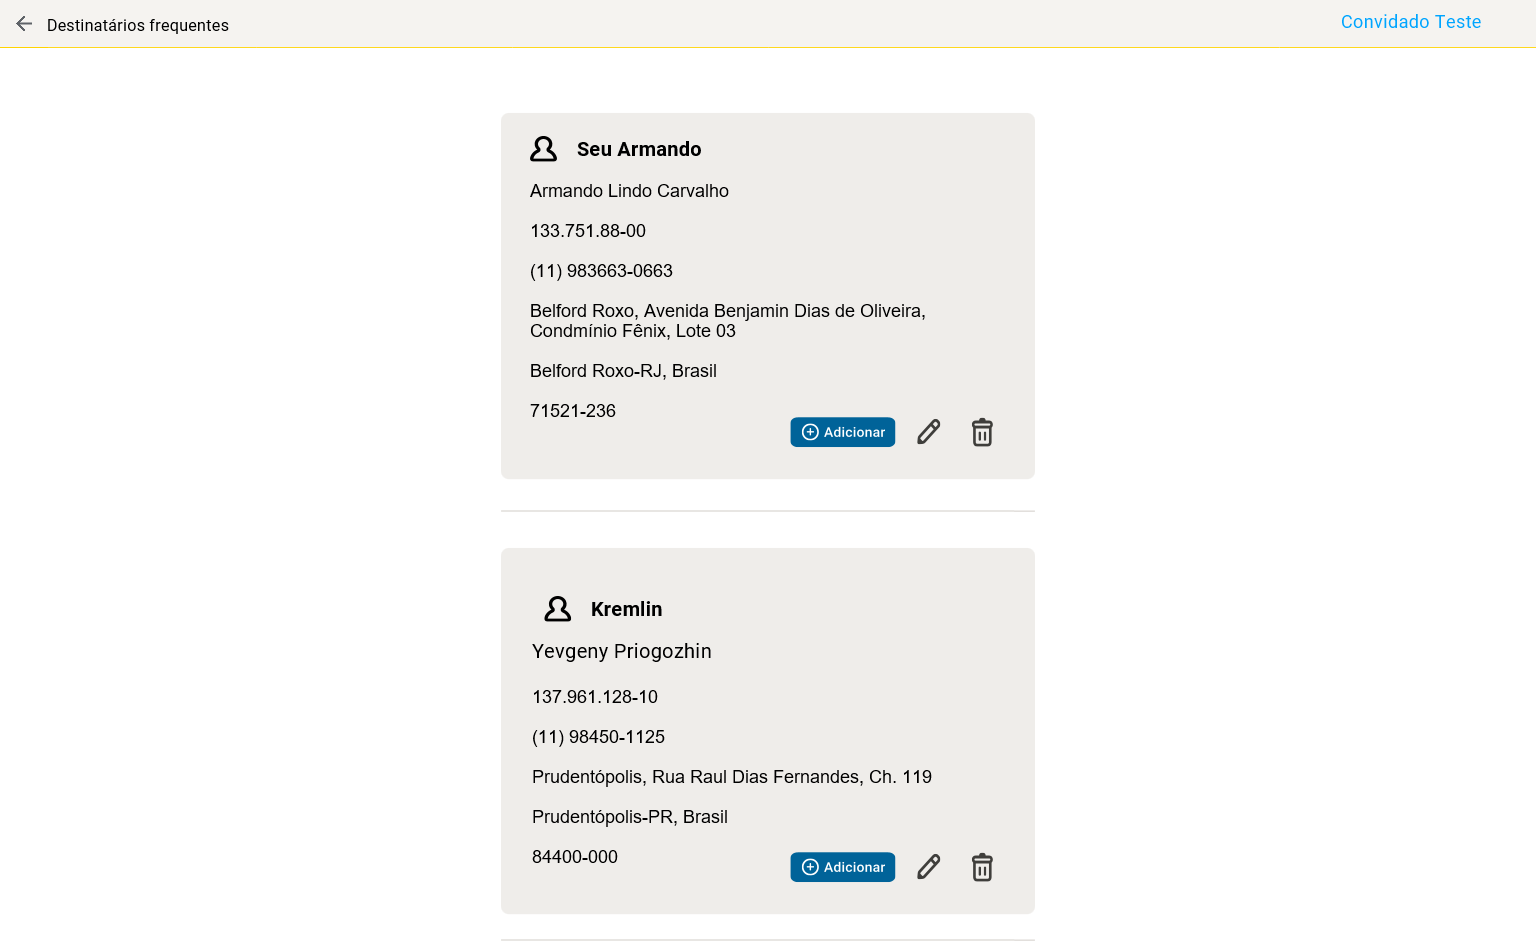 Destinatários frequentes
Convidado Teste
Seu Armando
Armando Lindo Carvalho
133.751.88-00
(11) 983663-0663
Belford Roxo, Avenida Benjamin Dias de Oliveira,
Condmínio Fênix, Lote 03
Belford Roxo-RJ, Brasil
71521-236
Adicionar
Kremlin
Yevgeny Priogozhin
137.961.128-10
(11) 98450-1125
Prudentópolis, Rua Raul Dias Fernandes, Ch. 119
Prudentópolis-PR, Brasil
84400-000
Adicionar